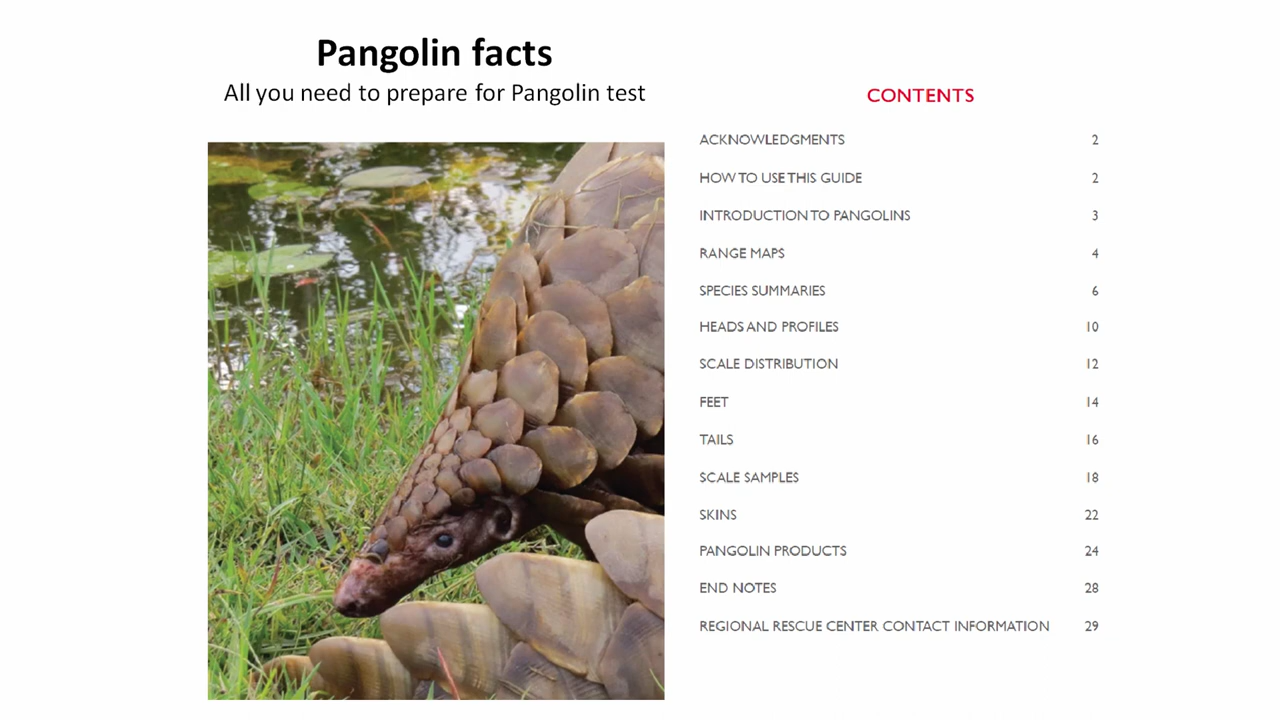 Pangolin facts
All you need to prepare for Pangolin test
CONTENTS
ACKNOWLEDGMENTS 2
HOW TO USE THIS GUIDE 2
INTRODUCTION TO PANGOLINS 3
RANGE MAPS 4
SPECIES SUMMARIES 6
HEADS AND PROFILES 10
SCALE DISTRIBUTION 12
FEET 14
TAILS 16
SCALE SAMPLES 18
SKINS 22
PANGOLIN PRODUCTS 24
END NOTES 28
REGIONAL RESCUE CENTER CONTACT INFORMATION 29